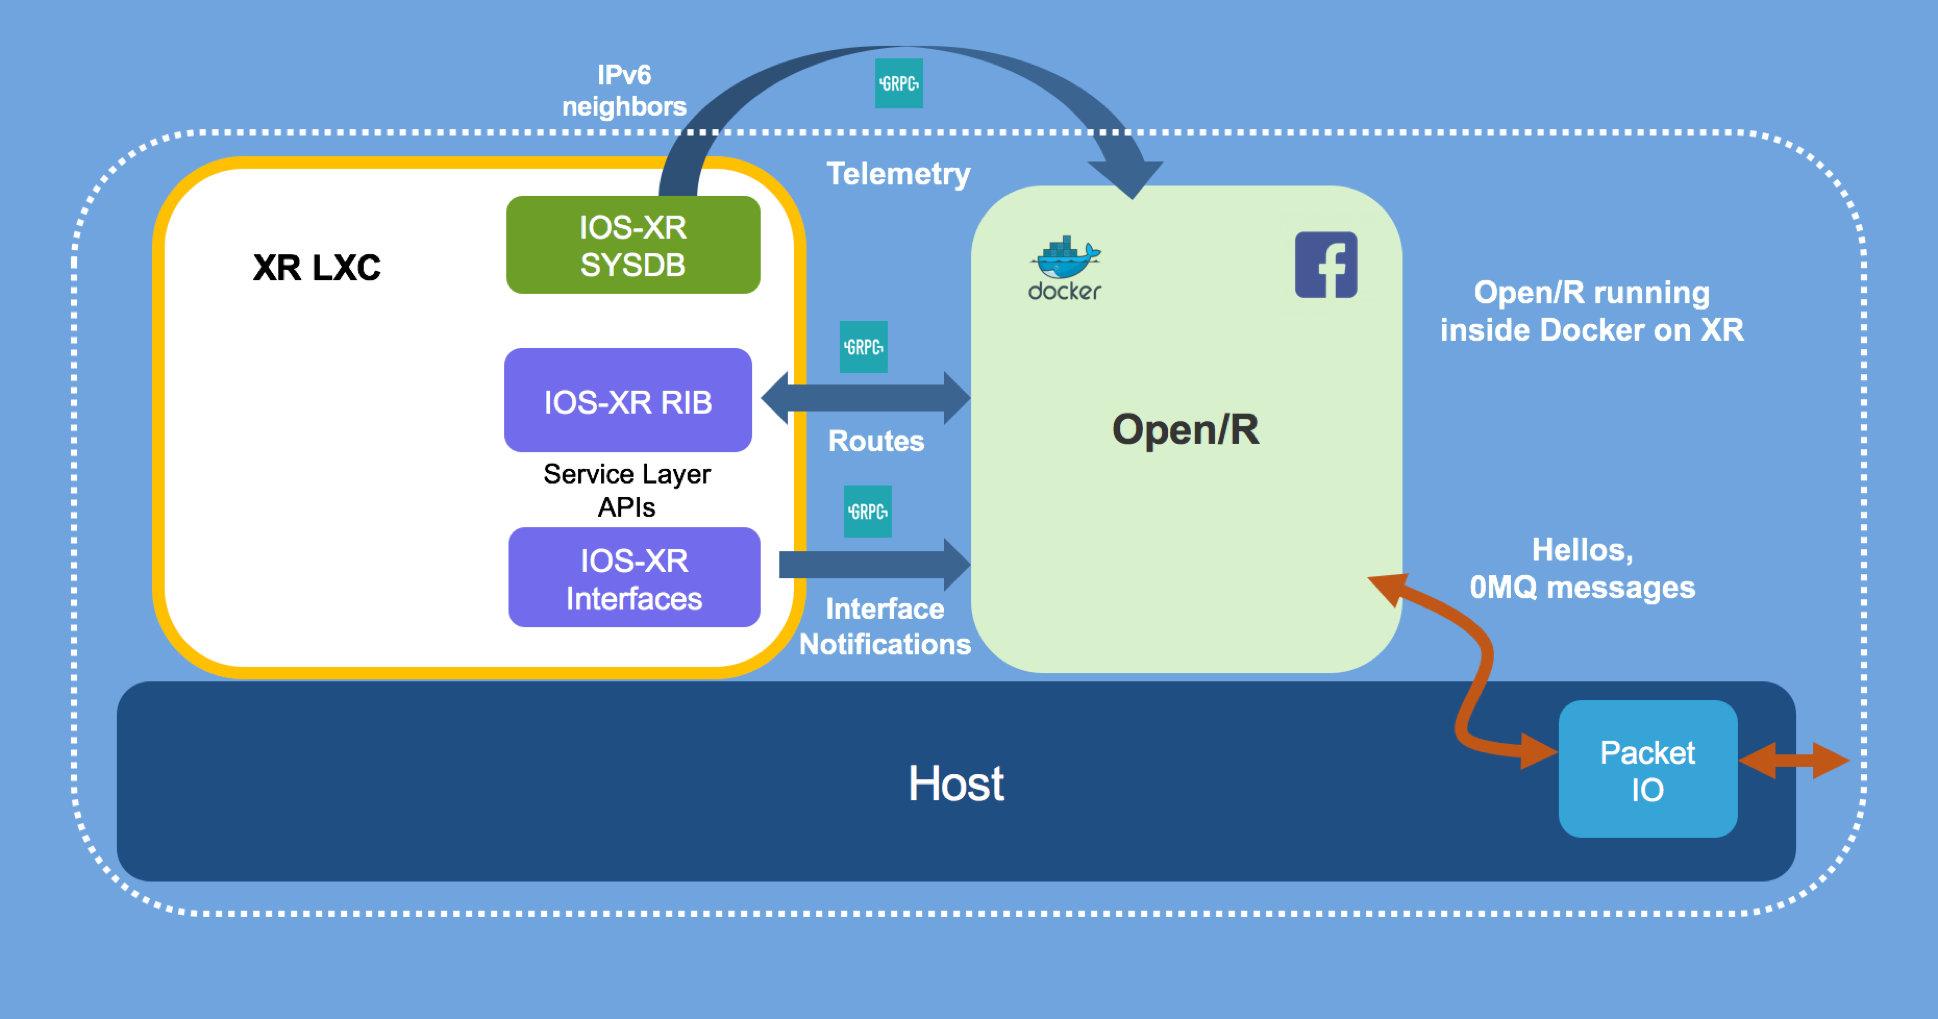 IPv6
neighbors
GRPC
Telemetry
XR LXC
IOS-XR
SYSDB
docker
f
Open/R running
inside Docker on XR
GRPC
IOS-XR RIB
Routes
Open/R
Service Layer
APIs
GRPC
IOS-XR
Interfaces
Interface
Notifications
Hellos,
0MQ messages
Host
Packet
IO